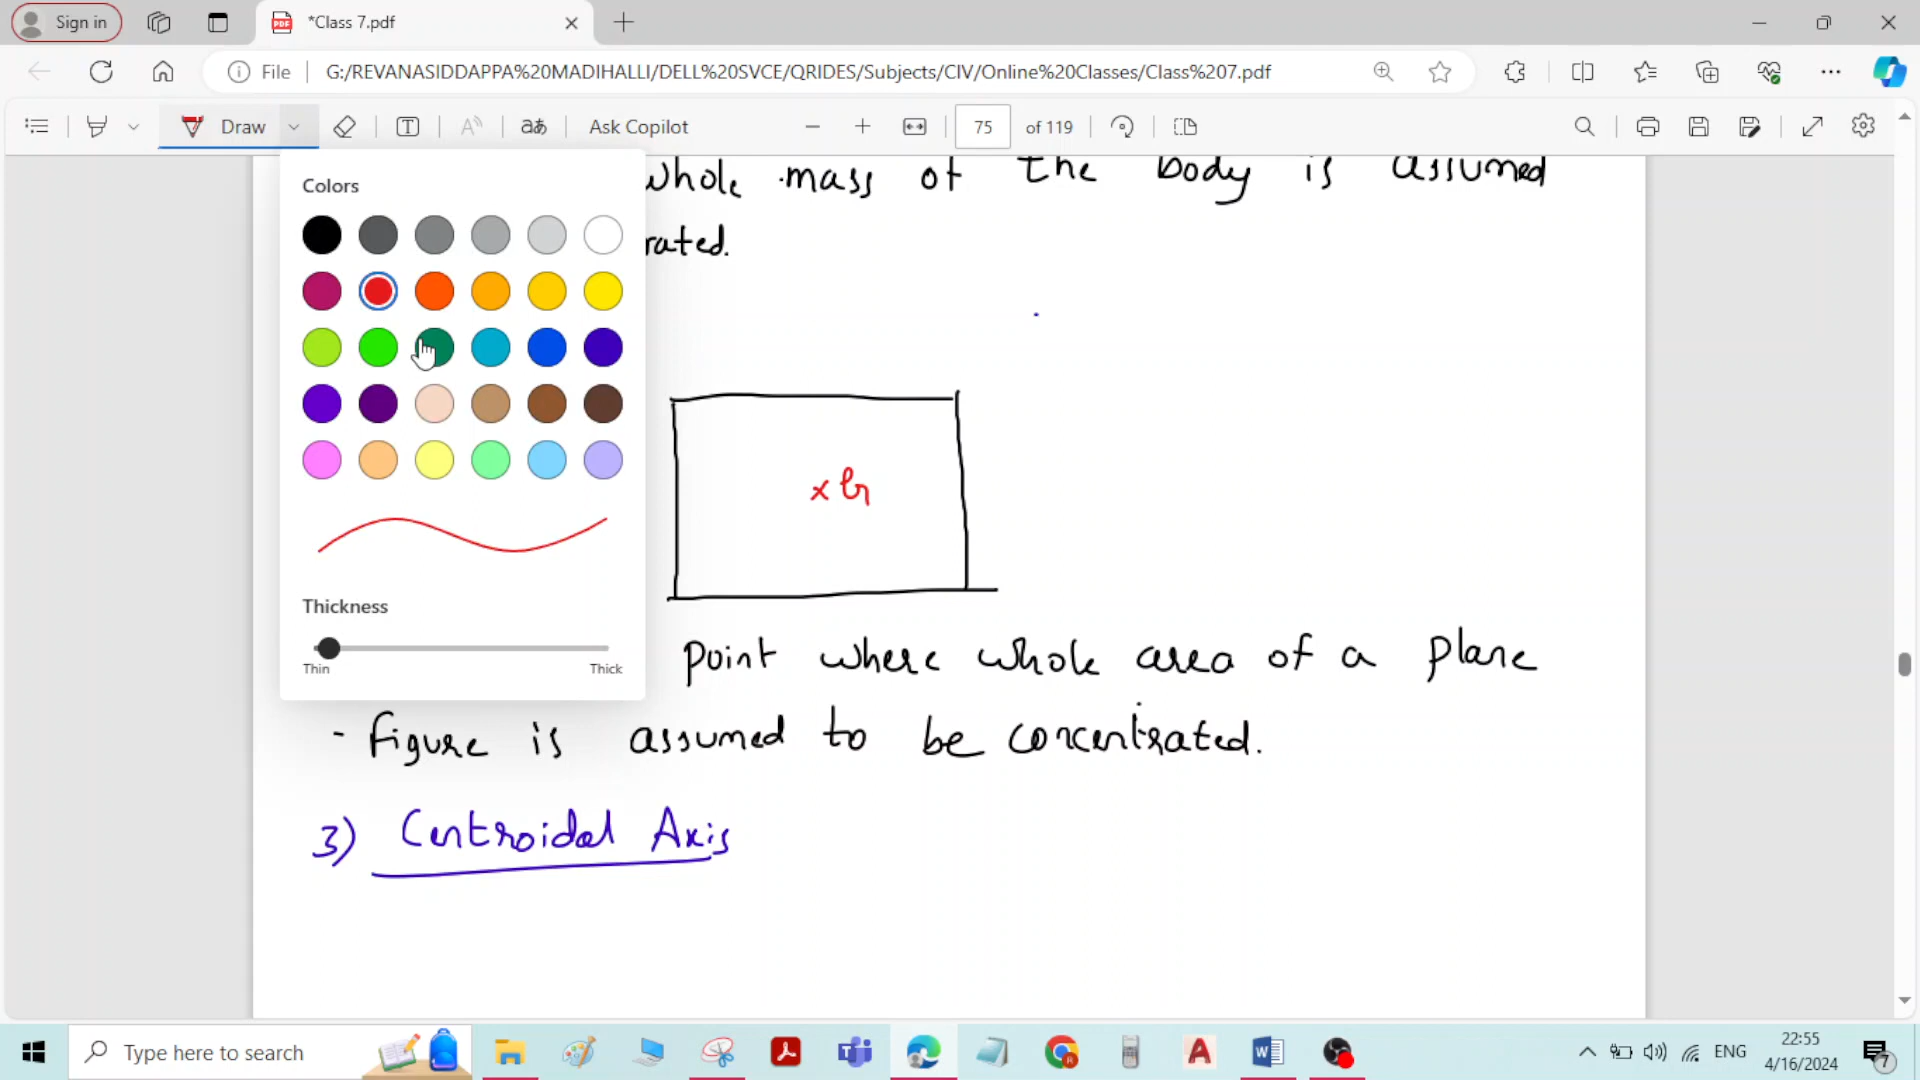 Sign in
*Class 7.pdf
File
G:/REVANASIDDAPPA%20MADIHALLI/DELL%20SVCE/QRIDES/Subjects/CIV/Online%20Classes/Class%207.pdf
Draw
Ask Copilot
75 of 119
Colors
Thickness
Thin
Thick
whole mass of the body is assumed
rated.
x G
point where whole area of a plane
- figure is assumed to be concentrated.
3) Centroidal Axis
Type here to search
ENG
22:55
4/16/2024
7